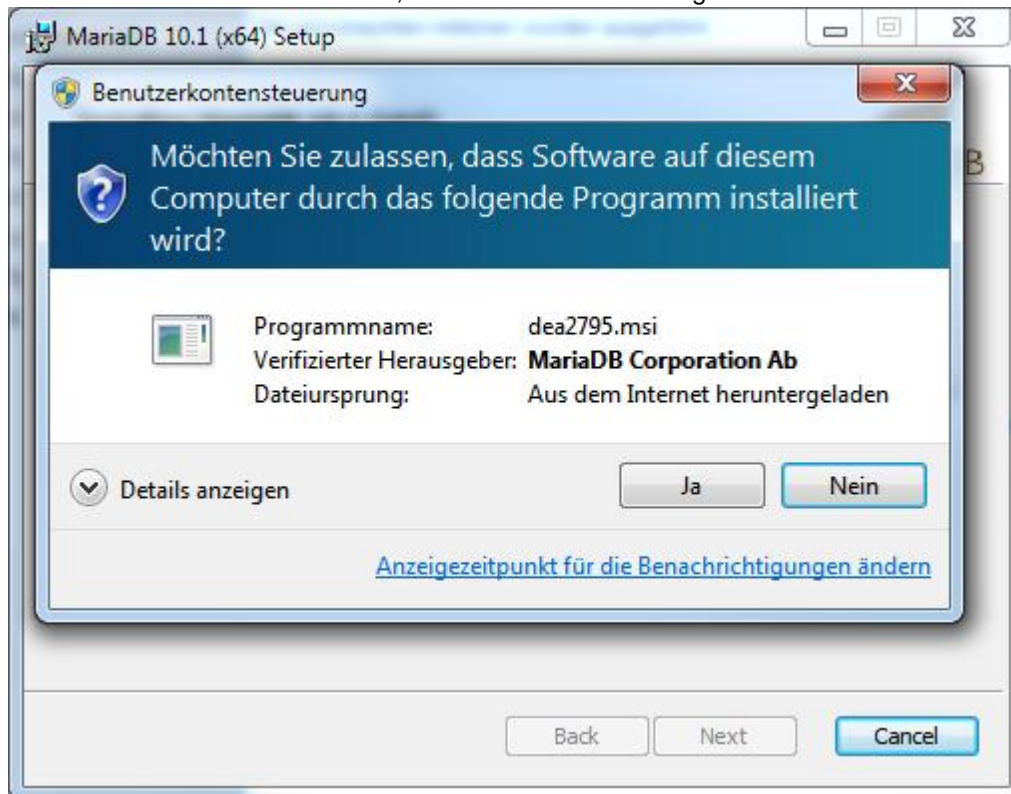 MariaDB 10.1 (x64) Setup
Benutzerkontensteuerung
Möchten Sie zulassen, dass Software auf diesem
Computer durch das folgende Programm installiert
wird?
B
Programmname: dea2795.msi
Verifizierter Herausgeber: MariaDB Corporation Ab
Dateiursprung: Aus dem Internet heruntergeladen
Details anzeigen
Ja
Nein
Anzeigezeitpunkt für die Benachrichtigungen ändern
Back
Next
Cancel